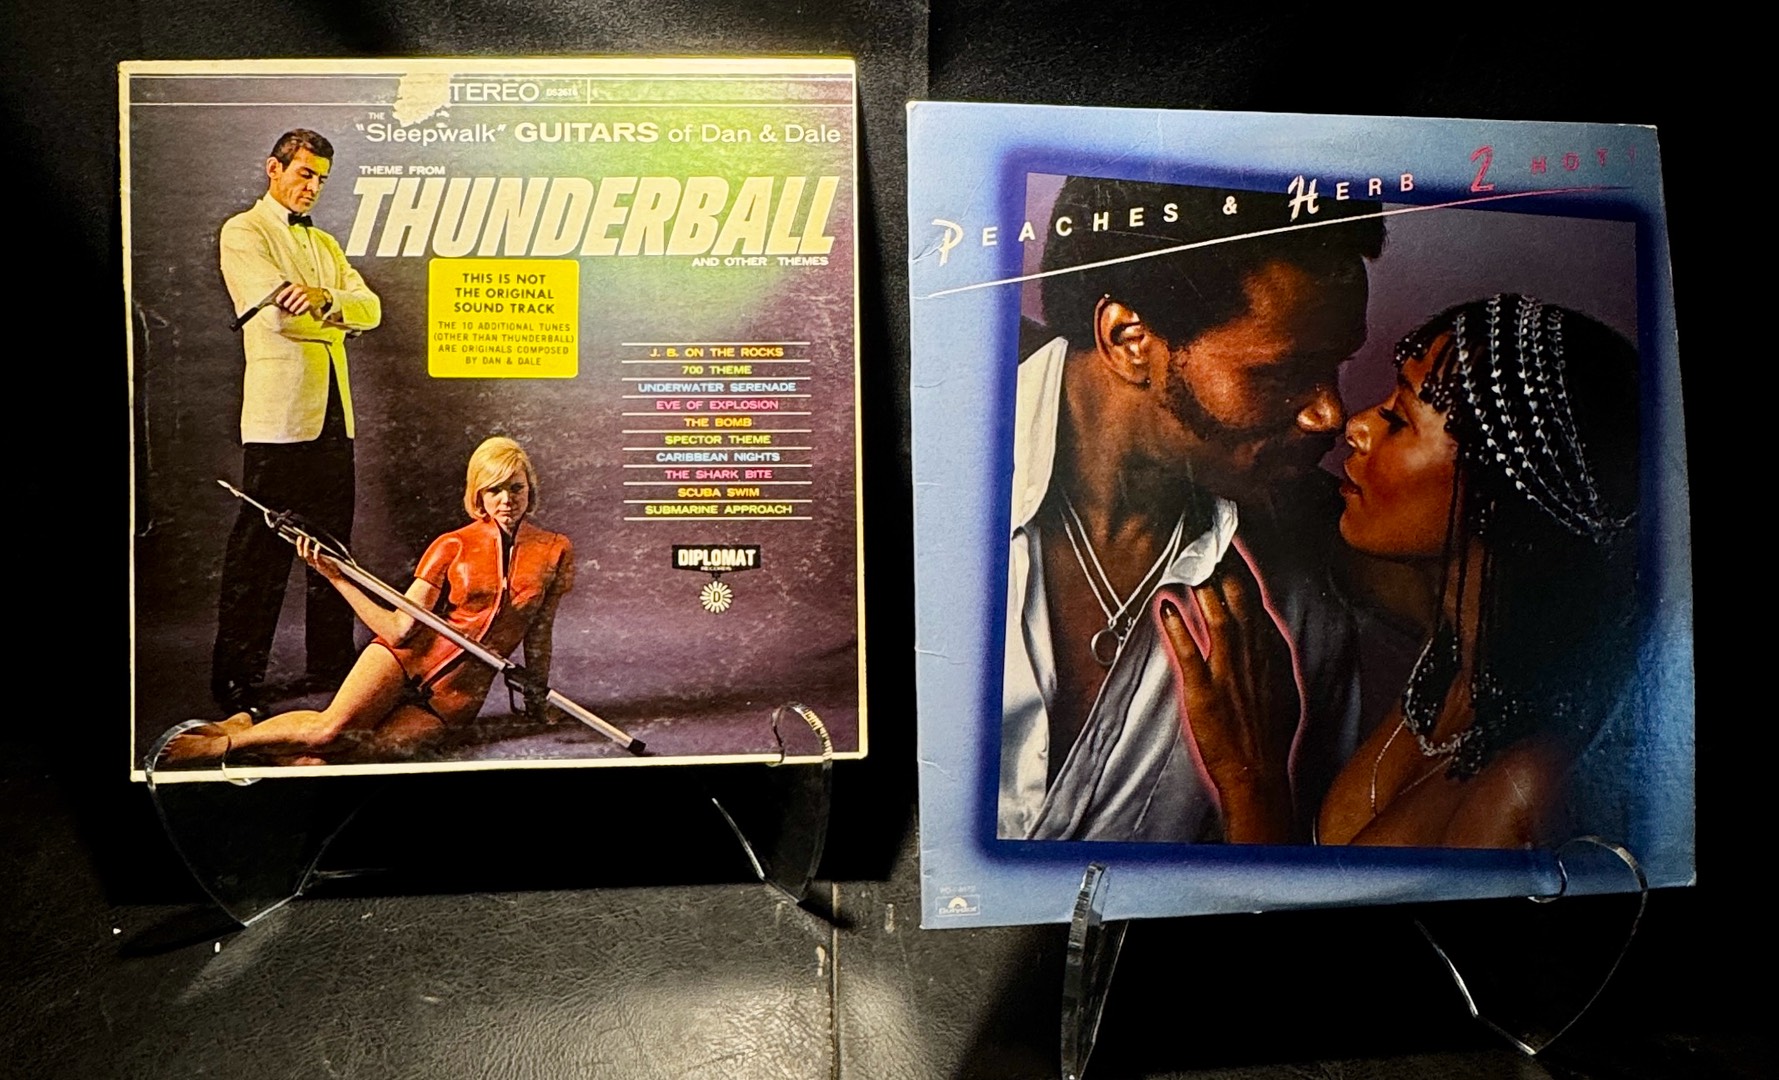 TEREO DS2616
THE
"Sleepwalk" GUITARS of Dan & Dale
THEME FROM
THUNDERBALL
AND OTHER THEMES
THIS IS NOT
THE ORIGINAL
SOUND TRACK
THE 10 ADDITIONAL TUNES
(OTHER THAN THUNDERBALL)
ARE ORIGINALS COMPOSED
BY DAN & DALE
J. B. ON THE ROCKS
700 THEME
UNDERWATER SERENADE
EVE OF EXPLOSION
THE BOMB
SPECTOR THEME
CARIBBEAN NIGHTS
THE SHARK BITE
SCUBA SWIM
SUBMARINE APPROACH
DIPLOMAT
RECORDS
D
PEACHES & HERB 2 HOT!
Polydor